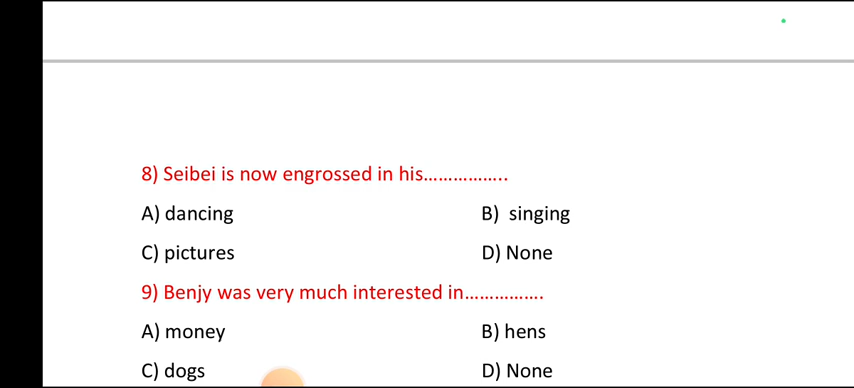 8) Seibei is now engrossed in his……………..
A) dancing B) singing
C) pictures D) None
9) Benjy was very much interested in…………….
A) money B) hens
C) dogs D) None